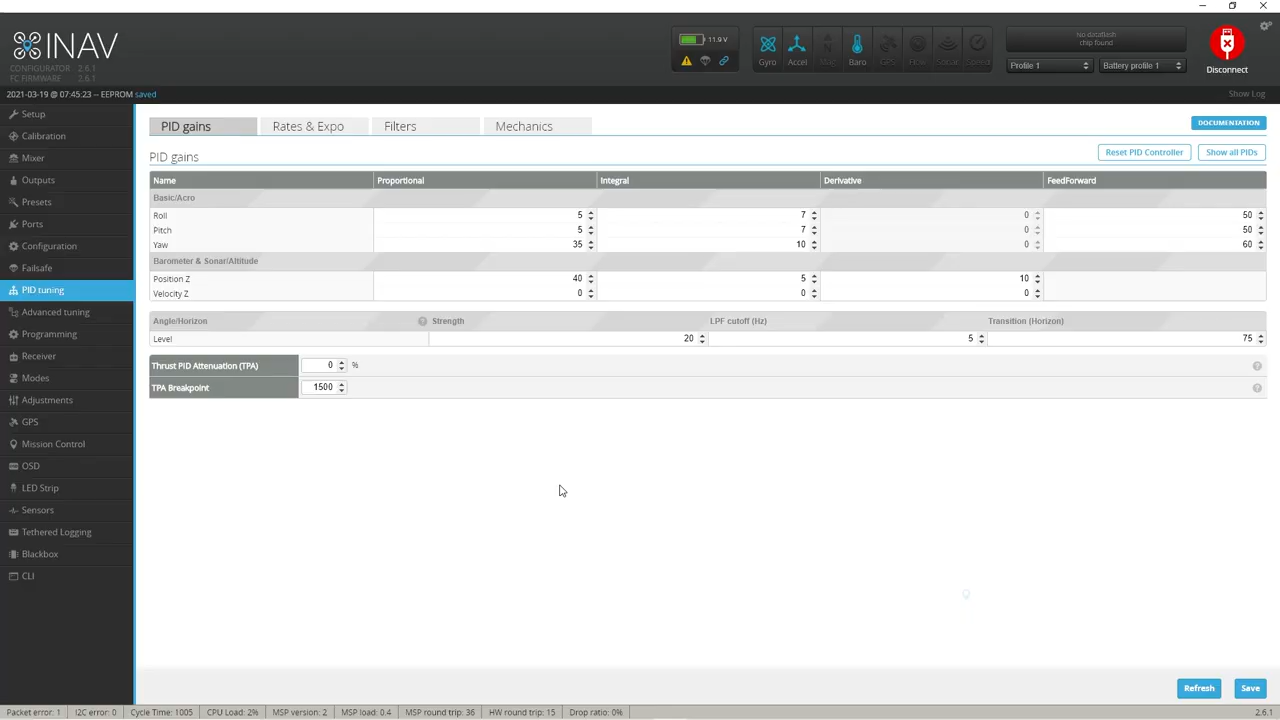 INAV
CONFIGURATOR 2.6.1
FC FIRMWARE 2.6.1
11.9 V
Gyro Accel Mag Baro GPS Flow Sonar Speed
No dataflash
chip found
Profile 1 Battery profile 1
Disconnect
2021-03-19 @ 07:45:23 -- EEPROM saved
Show Log
Setup
Calibration
Mixer
Outputs
Presets
Ports
Configuration
Failsafe
PID tuning
Advanced tuning
Programming
Receiver
Modes
Adjustments
GPS
Mission Control
OSD
LED Strip
Sensors
Tethered Logging
Blackbox
CLI
PID gains Rates & Expo Filters Mechanics
DOCUMENTATION
PID gains
Reset PID Controller Show all PIDs
Name Proportional Integral Derivative FeedForward
Basic/Acro
Roll 5 7 0 50
Pitch 5 7 0 50
Yaw 35 10 0 60
Barometer & Sonar/Altitude
Position Z 40 5 10
Velocity Z 0 0 0
Angle/Horizon ? Strength LPF cutoff (Hz) Transition (Horizon)
Level 20 5 75
Thrust PID Attenuation (TPA) 0 % ?
TPA Breakpoint 1500 ?
Refresh Save
Packet error: 1 I2C error: 0 Cycle Time: 1005 CPU Load: 2% MSP version: 2 MSP load: 0.4 MSP round trip: 36 HW round trip: 15 Drop ratio: 0% 2.6.1